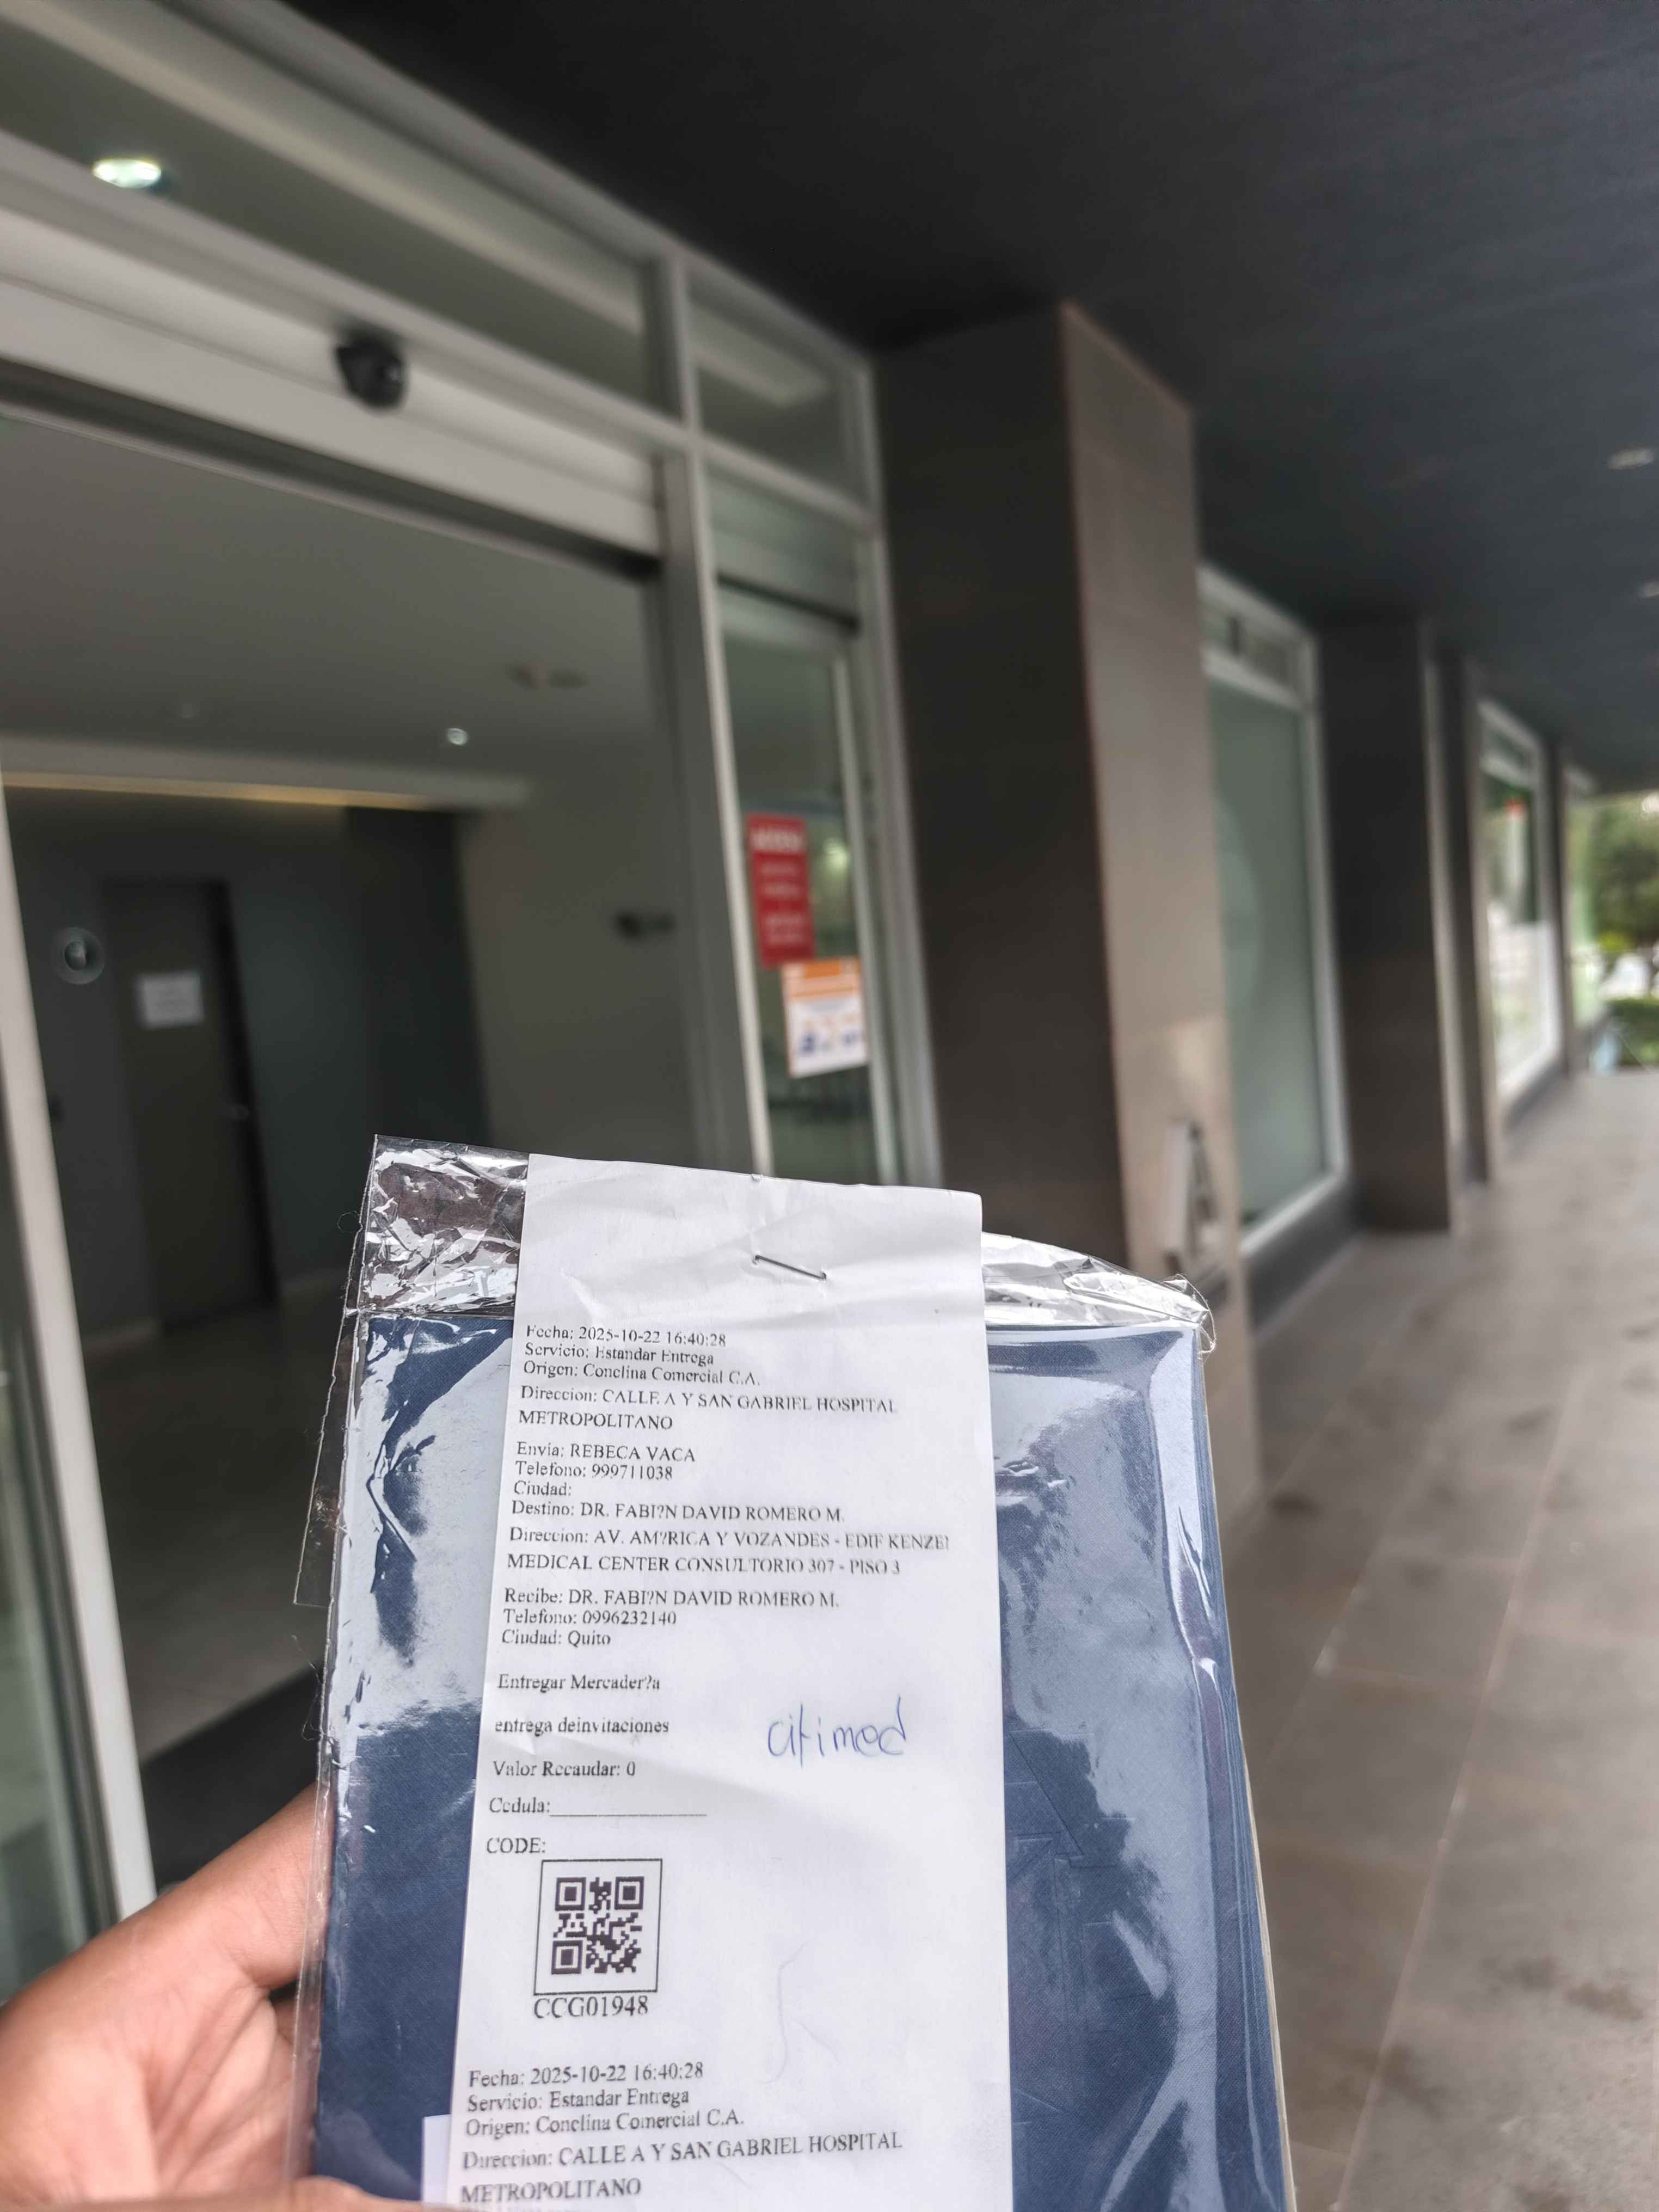 Fecha: 2025-10-22 16:40:28
Servicio: Estandar Entrega
Origen: Conclina Comercial C.A.
Direccion: CALLE A Y SAN GABRIEL HOSPITAL
METROPOLITANO
Envia: REBECA VACA
Telefono: 999711038
Ciudad:
Destino: DR. FABI?N DAVID ROMERO M.
Direccion: AV. AM?RICA Y VOZANDES - EDIF KENZEI
MEDICAL CENTER CONSULTORIO 307 - PISO 3
Recibe: DR. FABI?N DAVID ROMERO M.
Telefono: 0996232140
Ciudad: Quito
Entregar Mercader?a
entrega deinvitaciones
citimed
Valor Recaudar: 0
Cedula:
CODE:
CCG01948
Fecha: 2025-10-22 16:40:28
Servicio: Estandar Entrega
Origen: Conclina Comercial C.A.
Direccion: CALLE A Y SAN GABRIEL HOSPITAL
METROPOLITANO